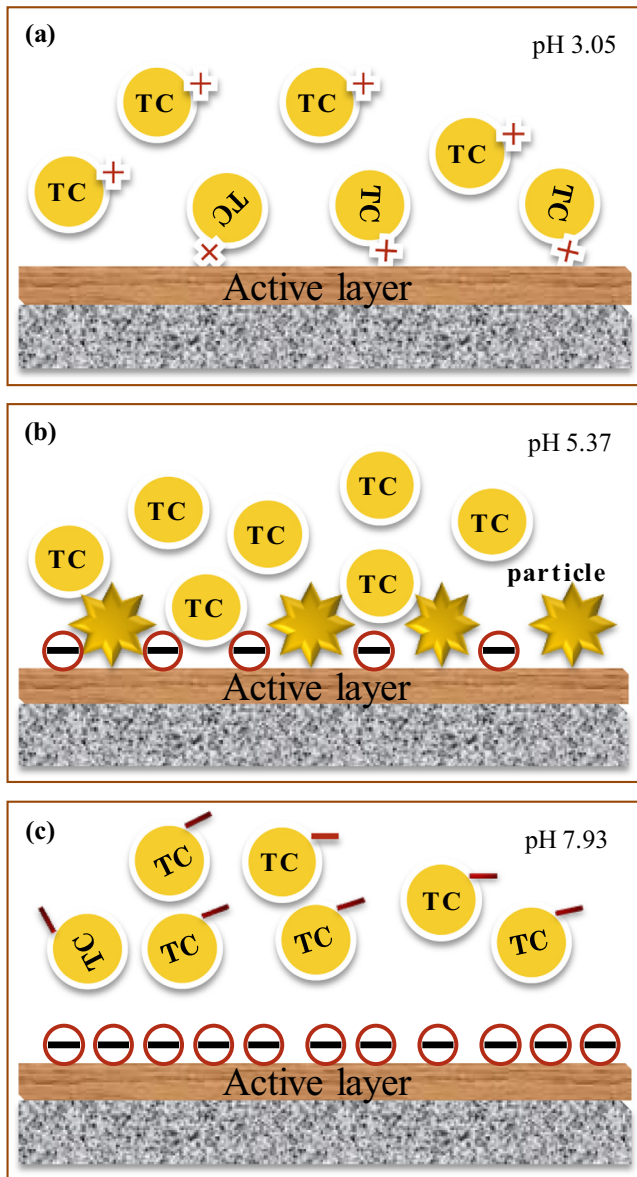 (a)
pH 3.05
TC
TC
TC
TC
TC
TC
TC
Active layer
(b)
pH 5.37
TC
TC
TC
TC
TC
particle
TC
TC
Active layer
(c)
pH 7.93
TC
TC
TC
TC
TC
TC
TC
Active layer